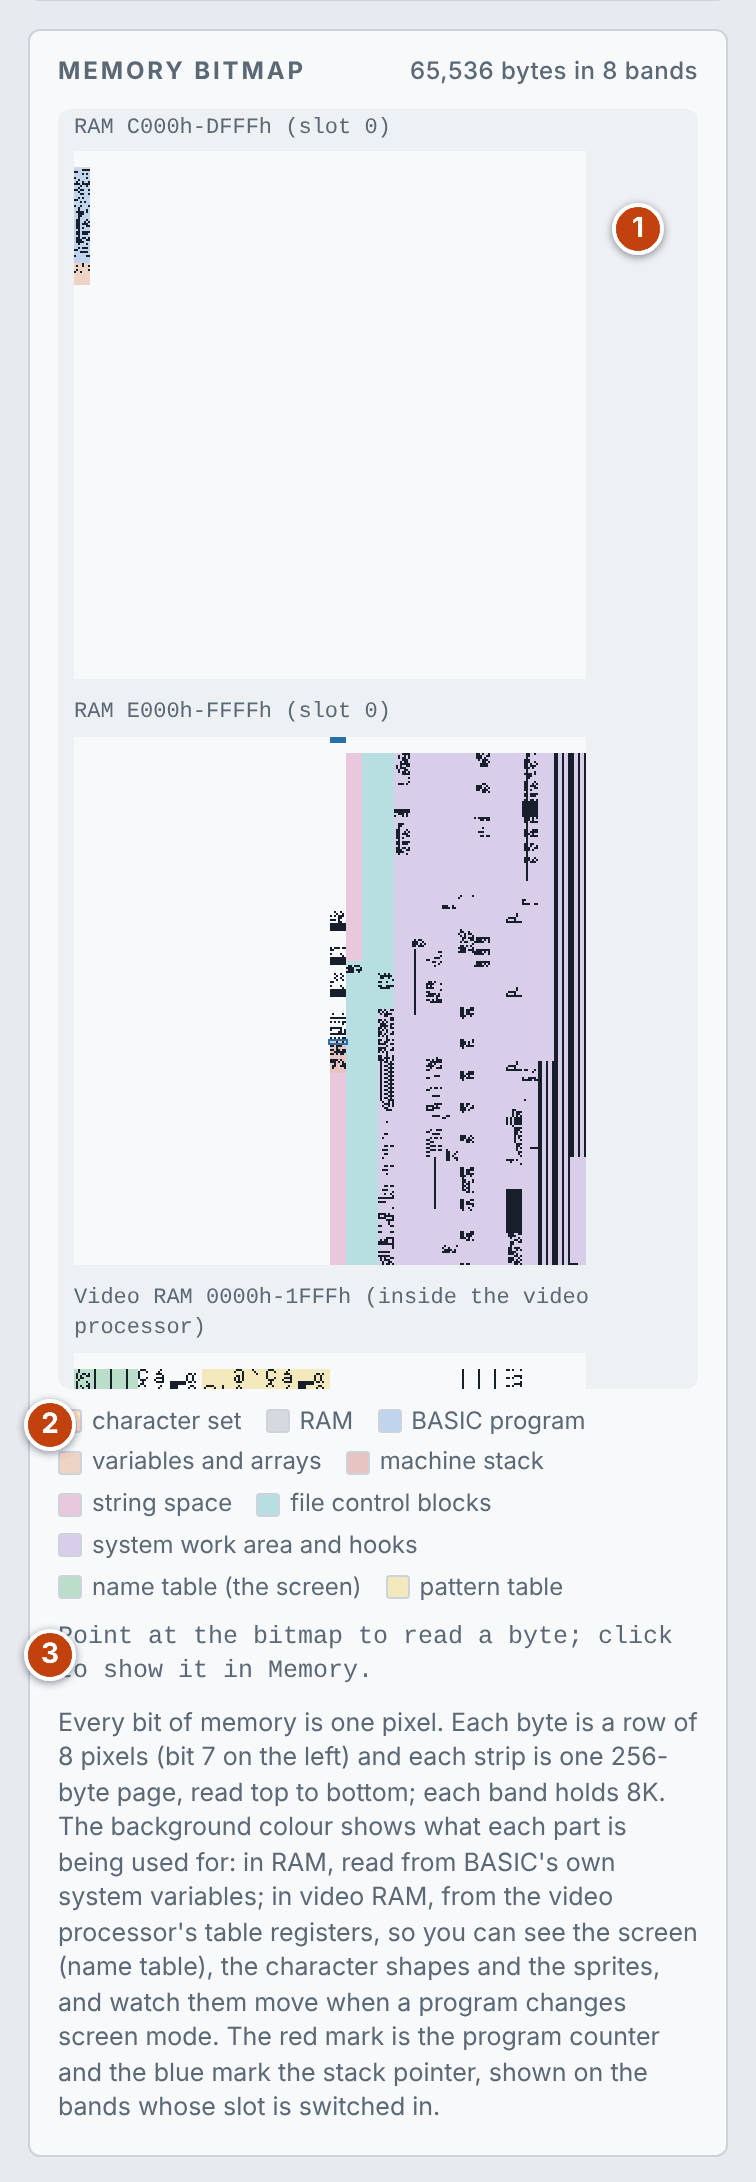 MEMORY BITMAP 65,536 bytes in 8 bands
RAM C000h-DFFFh (slot 0)
1
RAM E000h-FFFFh (slot 0)
Video RAM 0000h-1FFFh (inside the video
processor)
2 character set RAM BASIC program
variables and arrays machine stack
string space file control blocks
system work area and hooks
name table (the screen) pattern table
Point at the bitmap to read a byte; click
3 to show it in Memory.
Every bit of memory is one pixel. Each byte is a row of
8 pixels (bit 7 on the left) and each strip is one 256-
byte page, read top to bottom; each band holds 8K.
The background colour shows what each part is
being used for: in RAM, read from BASIC's own
system variables; in video RAM, from the video
processor's table registers, so you can see the screen
(name table), the character shapes and the sprites,
and watch them move when a program changes
screen mode. The red mark is the program counter
and the blue mark the stack pointer, shown on the
bands whose slot is switched in.